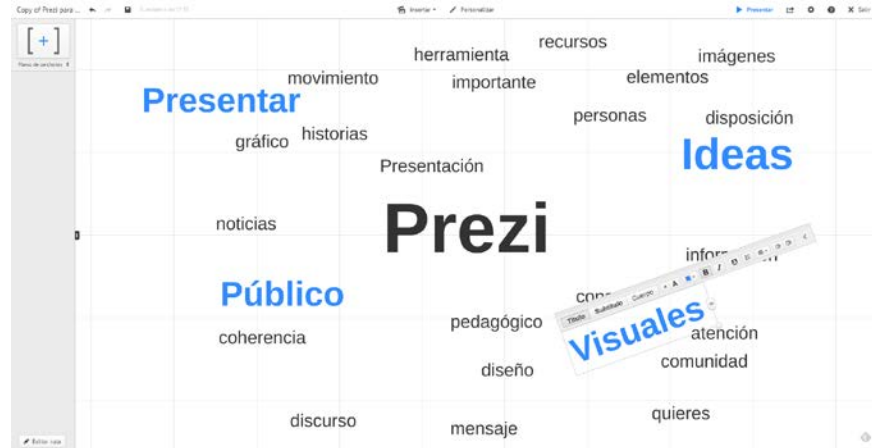 Copy of Prezi para ...
Insertar
Personalizar
Presentar
Salir
recursos
herramienta
imágenes
movimiento
importante
elementos
Presentar
personas
disposición
historias
gráfico
Ideas
Presentación
noticias
Prezi
Público
Título Subtítulo Cuerpo
Visuales
pedagógico
coherencia
atención
diseño
comunidad
discurso
mensaje
quieres
Editar ruta